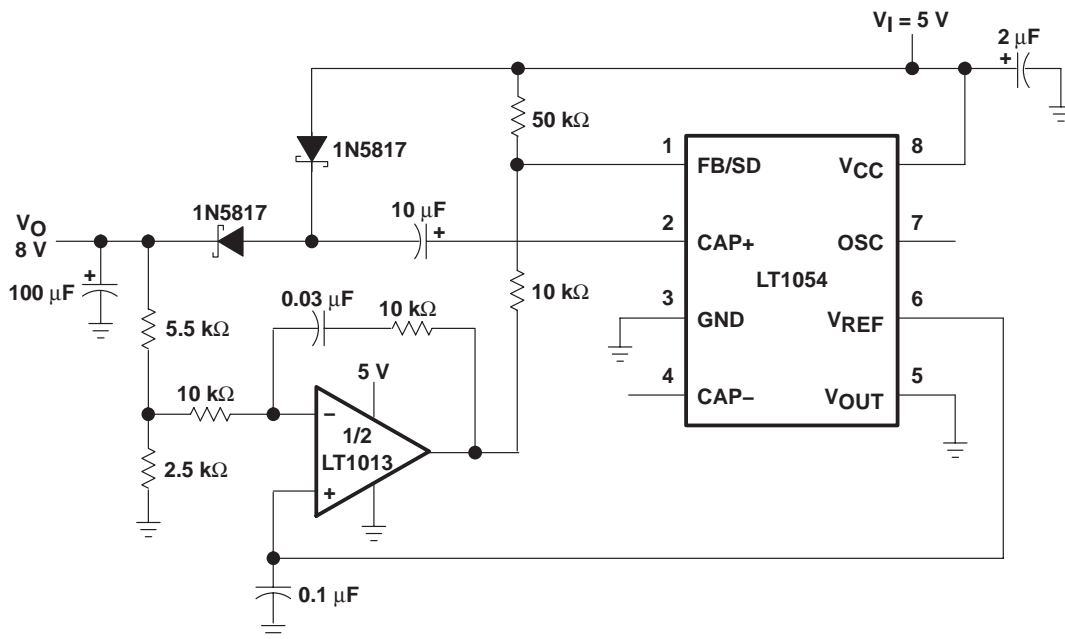 VI = 5 V
2 µF
+
50 kΩ
1N5817
1 FB/SD
VCC 8
1N5817
10 µF
+
VO
8 V
2 CAP+
OSC 7
LT1054
+
100 µF
0.03 µF
10 kΩ
10 kΩ
3 GND
VREF 6
5.5 kΩ
5 V
4 CAP–
VOUT 5
10 kΩ
–
1/2
LT1013
2.5 kΩ
+
0.1 µF